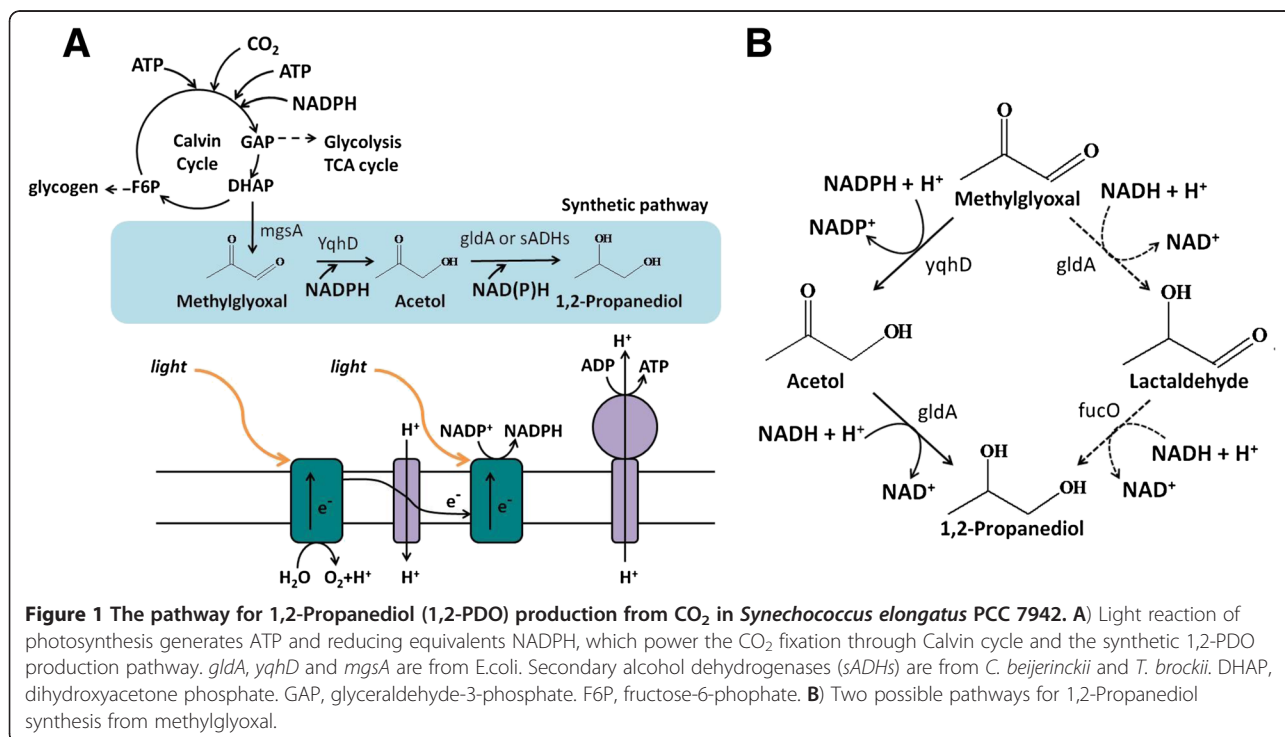 A
CO₂
ATP
ATP
NADPH
Calvin
Cycle
GAP
Glycolysis
TCA cycle
glycogen
F6P
DHAP
mgsA
Synthetic pathway
O
O
Methylglyoxal
YqhD
NADPH
O
OH
Acetol
gldA or sADHs
NAD(P)H
OH
OH
1,2-Propanediol
light
light
e⁻
H₂O
O₂+H⁺
H⁺
H⁺
e⁻
NADP⁺
NADPH
e⁻
H⁺
ADP
ATP
H⁺
B
O
O
Methylglyoxal
NADPH + H⁺
NADP⁺
yqhD
NADH + H⁺
NAD⁺
gldA
O
OH
Acetol
OH
O
Lactaldehyde
gldA
NADH + H⁺
NAD⁺
fucO
NADH + H⁺
NAD⁺
OH
OH
1,2-Propanediol
Figure 1 The pathway for 1,2-Propanediol (1,2-PDO) production from CO₂ in Synechococcus elongatus PCC 7942. A) Light reaction of
photosynthesis generates ATP and reducing equivalents NADPH, which power the CO₂ fixation through Calvin cycle and the synthetic 1,2-PDO
production pathway. gldA, yqhD and mgsA are from E.coli. Secondary alcohol dehydrogenases (sADHs) are from C. beijerinckii and T. brockii. DHAP,
dihydroxyacetone phosphate. GAP, glyceraldehyde-3-phosphate. F6P, fructose-6-phophate. B) Two possible pathways for 1,2-Propanediol
synthesis from methylglyoxal.